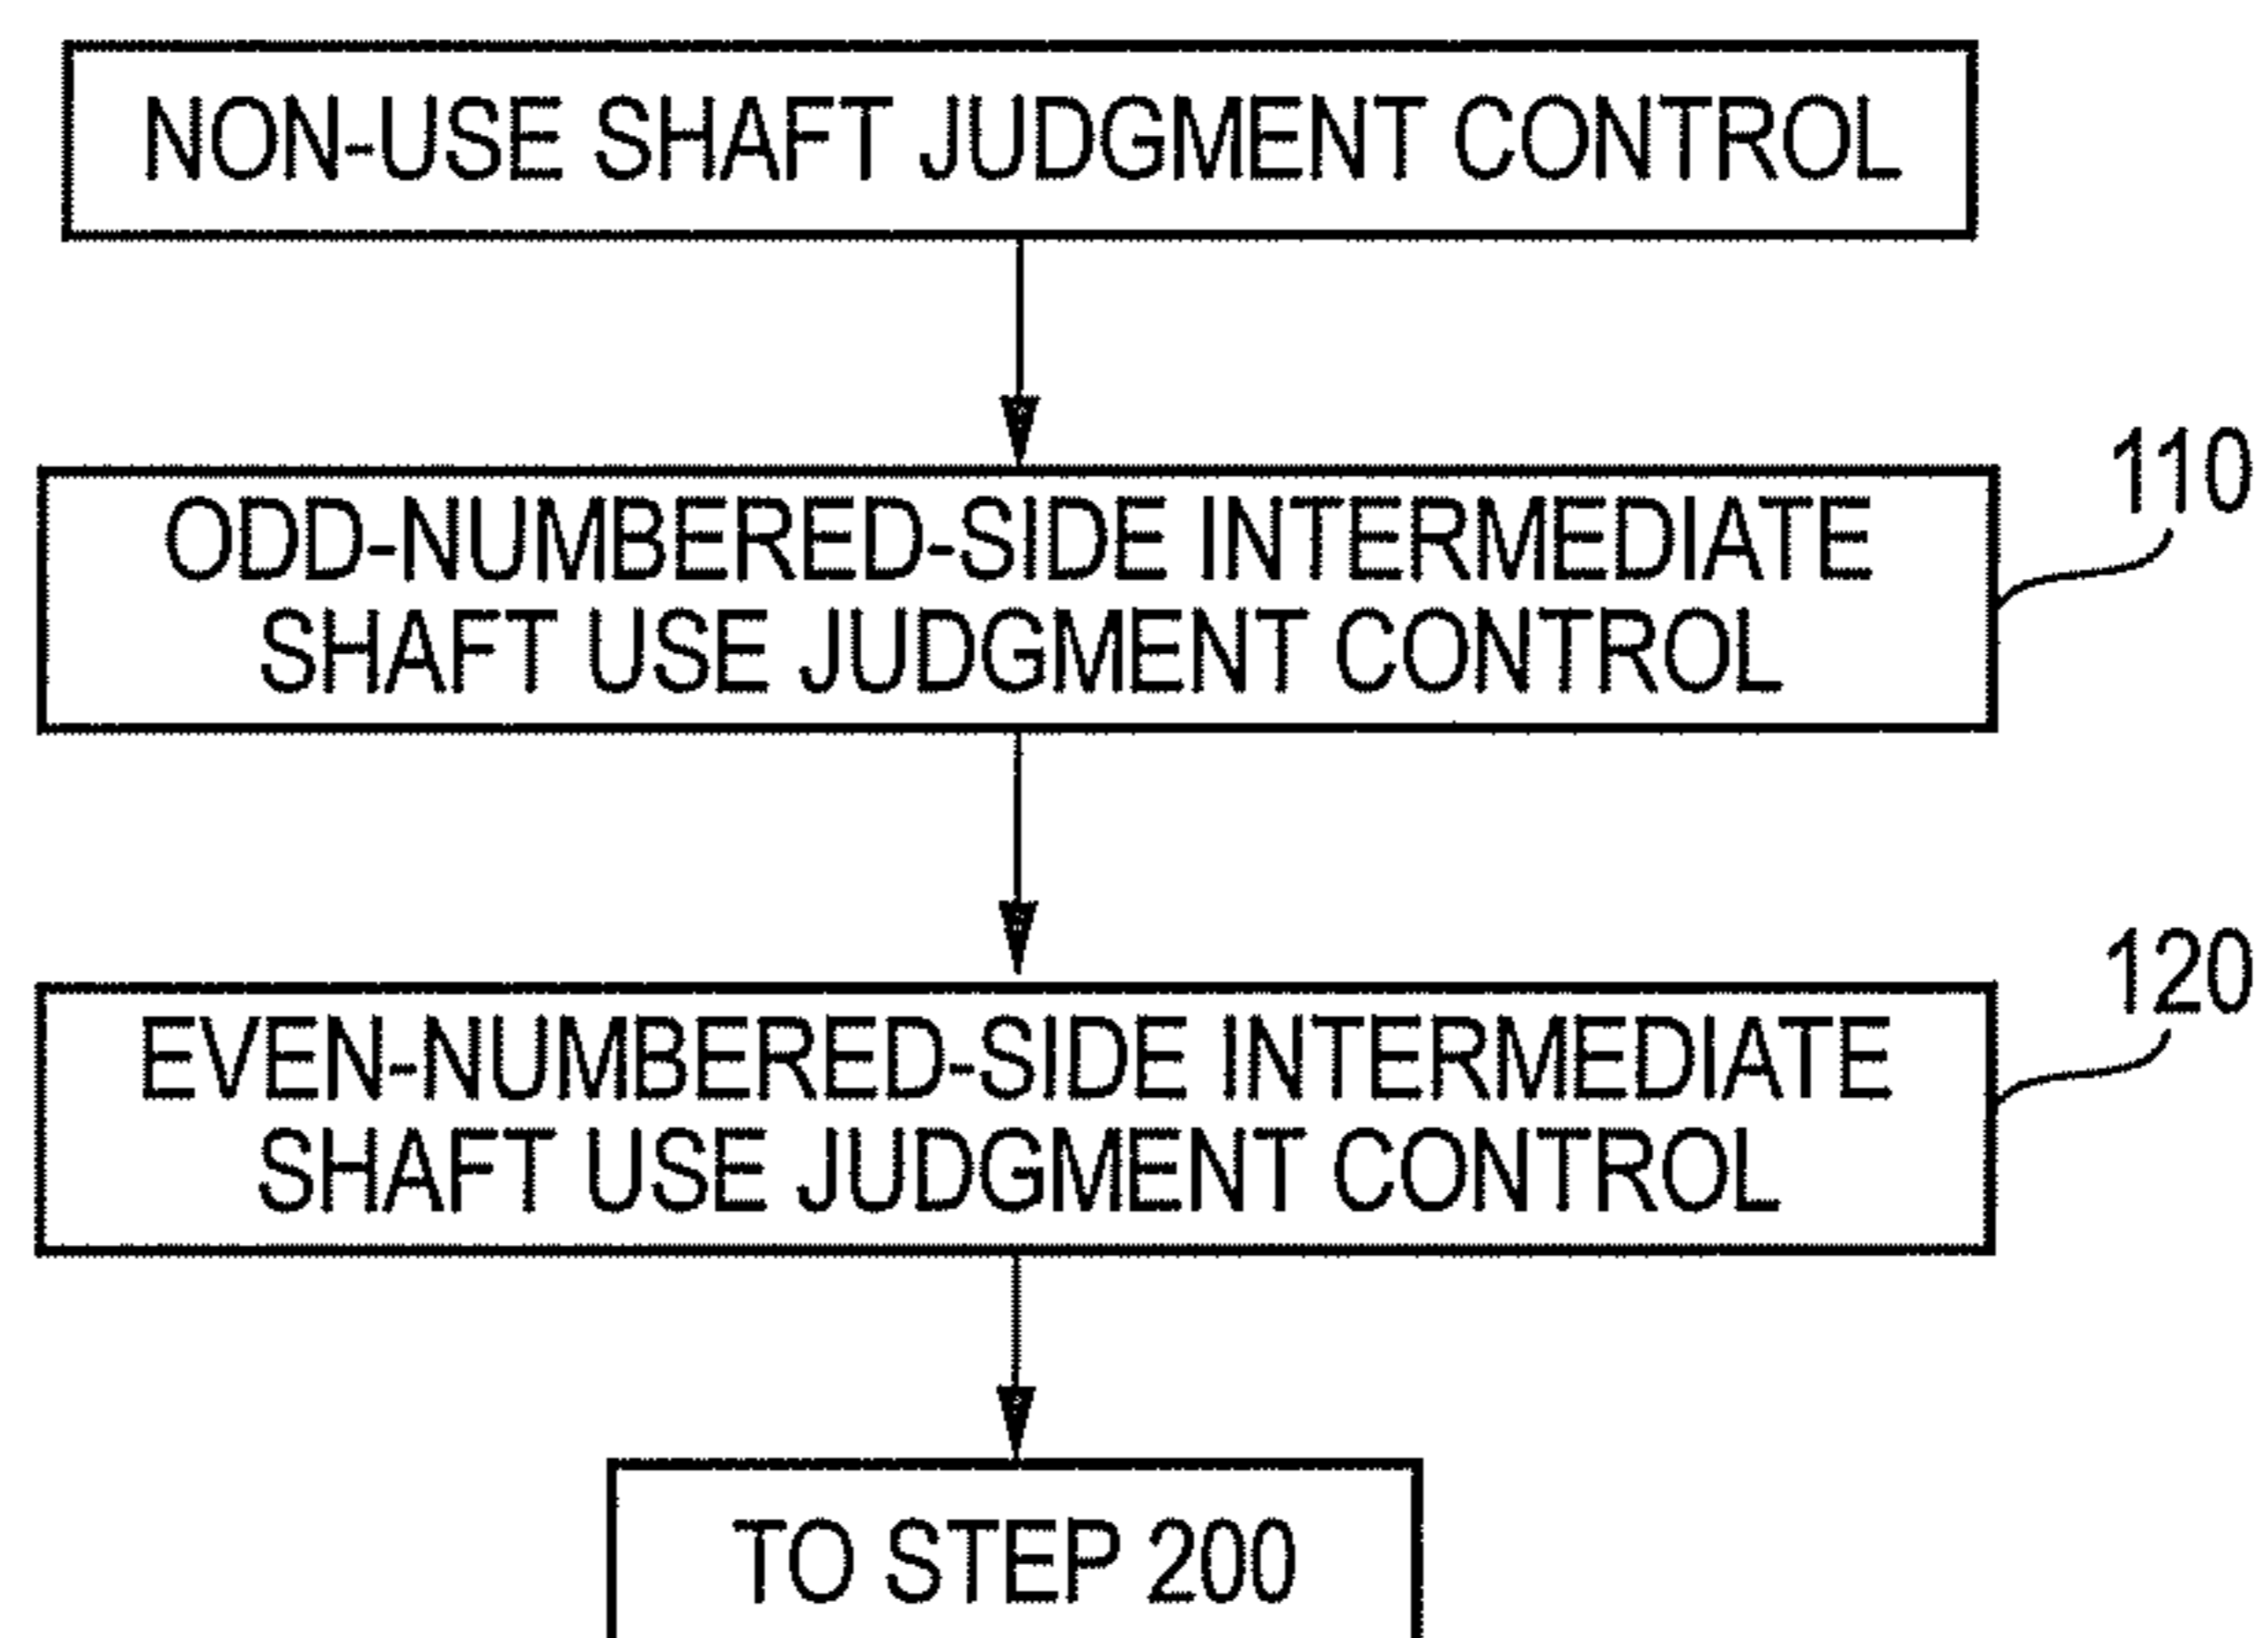 NON-USE SHAFT JUDGMENT CONTROL
110
ODD-NUMBERED-SIDE INTERMEDIATE
SHAFT USE JUDGMENT CONTROL
120
EVEN-NUMBERED-SIDE INTERMEDIATE
SHAFT USE JUDGMENT CONTROL
TO STEP 200